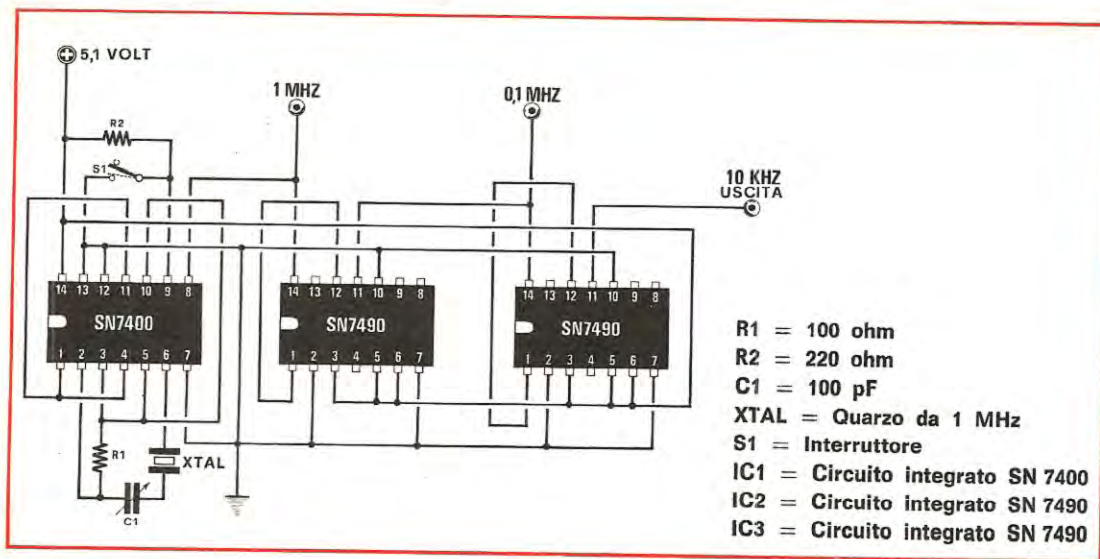 5,1 VOLT
1 MHZ
0,1 MHZ
10 KHZ
USCITA
R2
S1
14 13 12 11 10 9 8
SN7400
1 2 3 4 5 6 7
14 13 12 11 10 9 8
SN7490
1 2 3 4 5 6 7
14 13 12 11 10 9 8
SN7490
1 2 3 4 5 6 7
R1
XTAL
C1
R1 = 100 ohm
R2 = 220 ohm
C1 = 100 pF
XTAL = Quarzo da 1 MHz
S1 = Interruttore
IC1 = Circuito integrato SN 7400
IC2 = Circuito integrato SN 7490
IC3 = Circuito integrato SN 7490